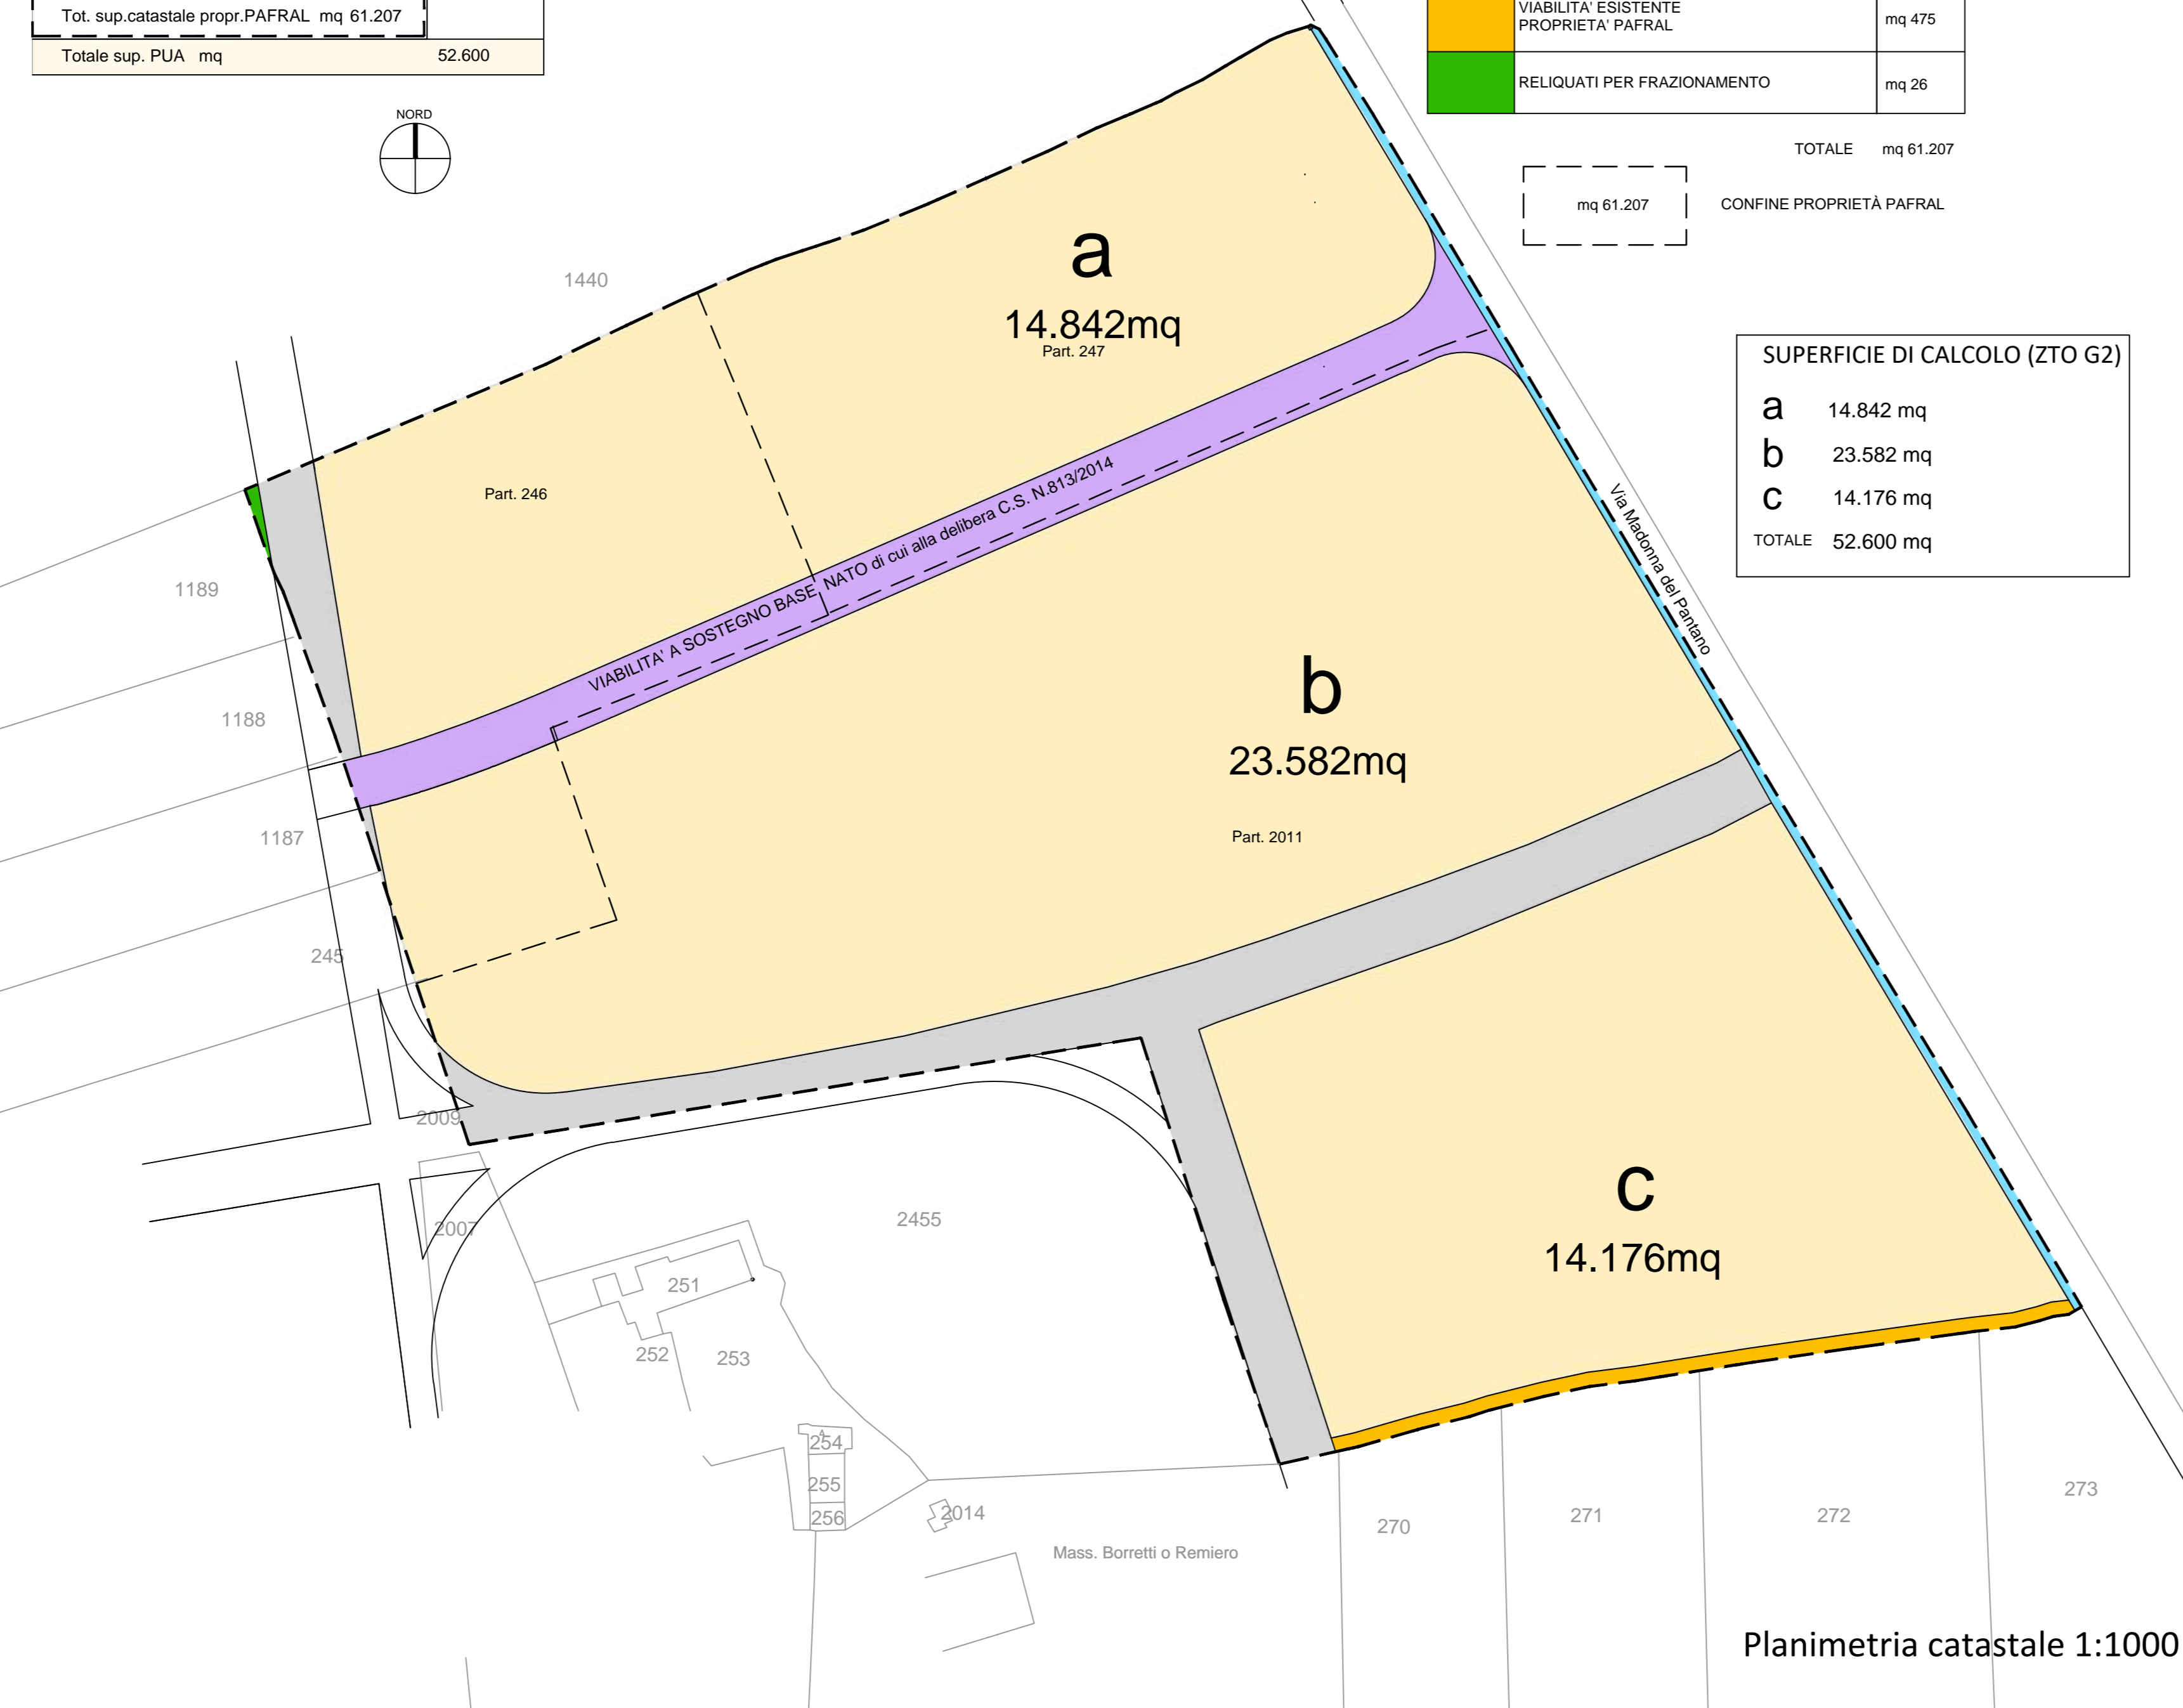 Tot. sup.catastale propr.PAFRAL mq 61.207
Totale sup. PUA mq 52.600
VIABILITA' ESISTENTE
PROPRIETA' PAFRAL
mq 475
RELIQUATI PER FRAZIONAMENTO
mq 26
TOTALE mq 61.207
mq 61.207
CONFINE PROPRIETÀ PAFRAL
NORD
SUPERFICIE DI CALCOLO (ZTO G2)
a 14.842 mq
b 23.582 mq
c 14.176 mq
TOTALE 52.600 mq
1440
a
14.842mq
Part. 247
Part. 246
VIABILITA' A SOSTEGNO BASE NATO di cui alla delibera C.S. N.813/2014
Via Madonna del Pantano
1189
1188
1187
245
b
23.582mq
Part. 2011
2009
2007
2455
c
14.176mq
251
252
253
A
254
255
256
2014
Mass. Borretti o Remiero
270
271
272
273
Planimetria catastale 1:1000